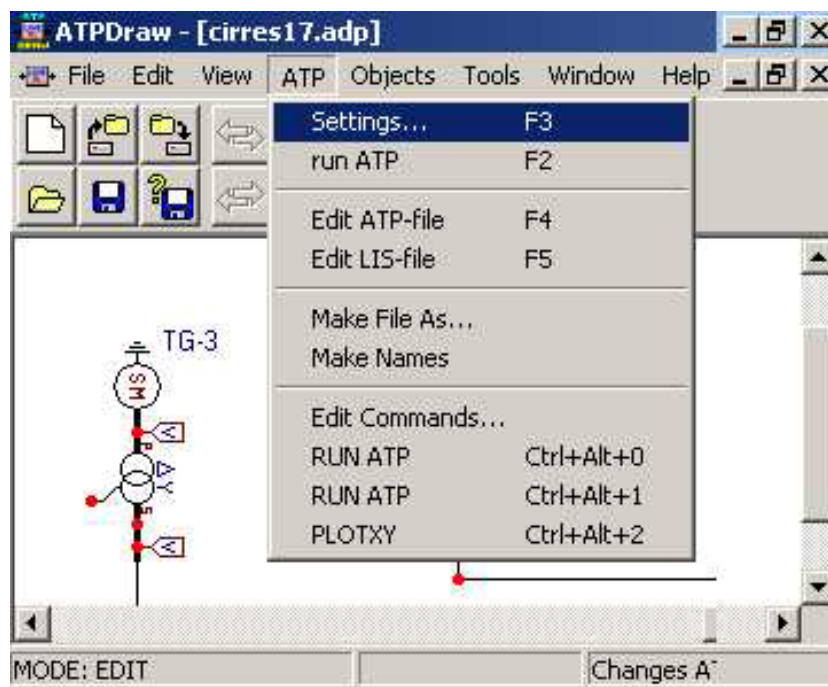 ATPDraw - [cirres17.adp]
File Edit View ATP Objects Tools Window Help
Settings... F3
run ATP F2
Edit ATP-file F4
Edit LIS-file F5
Make File As...
Make Names
Edit Commands...
RUN ATP Ctrl+Alt+0
RUN ATP Ctrl+Alt+1
PLOTXY Ctrl+Alt+2
TG-3
SM
V
P
Δ
Y
S
V
MODE: EDIT
Changes